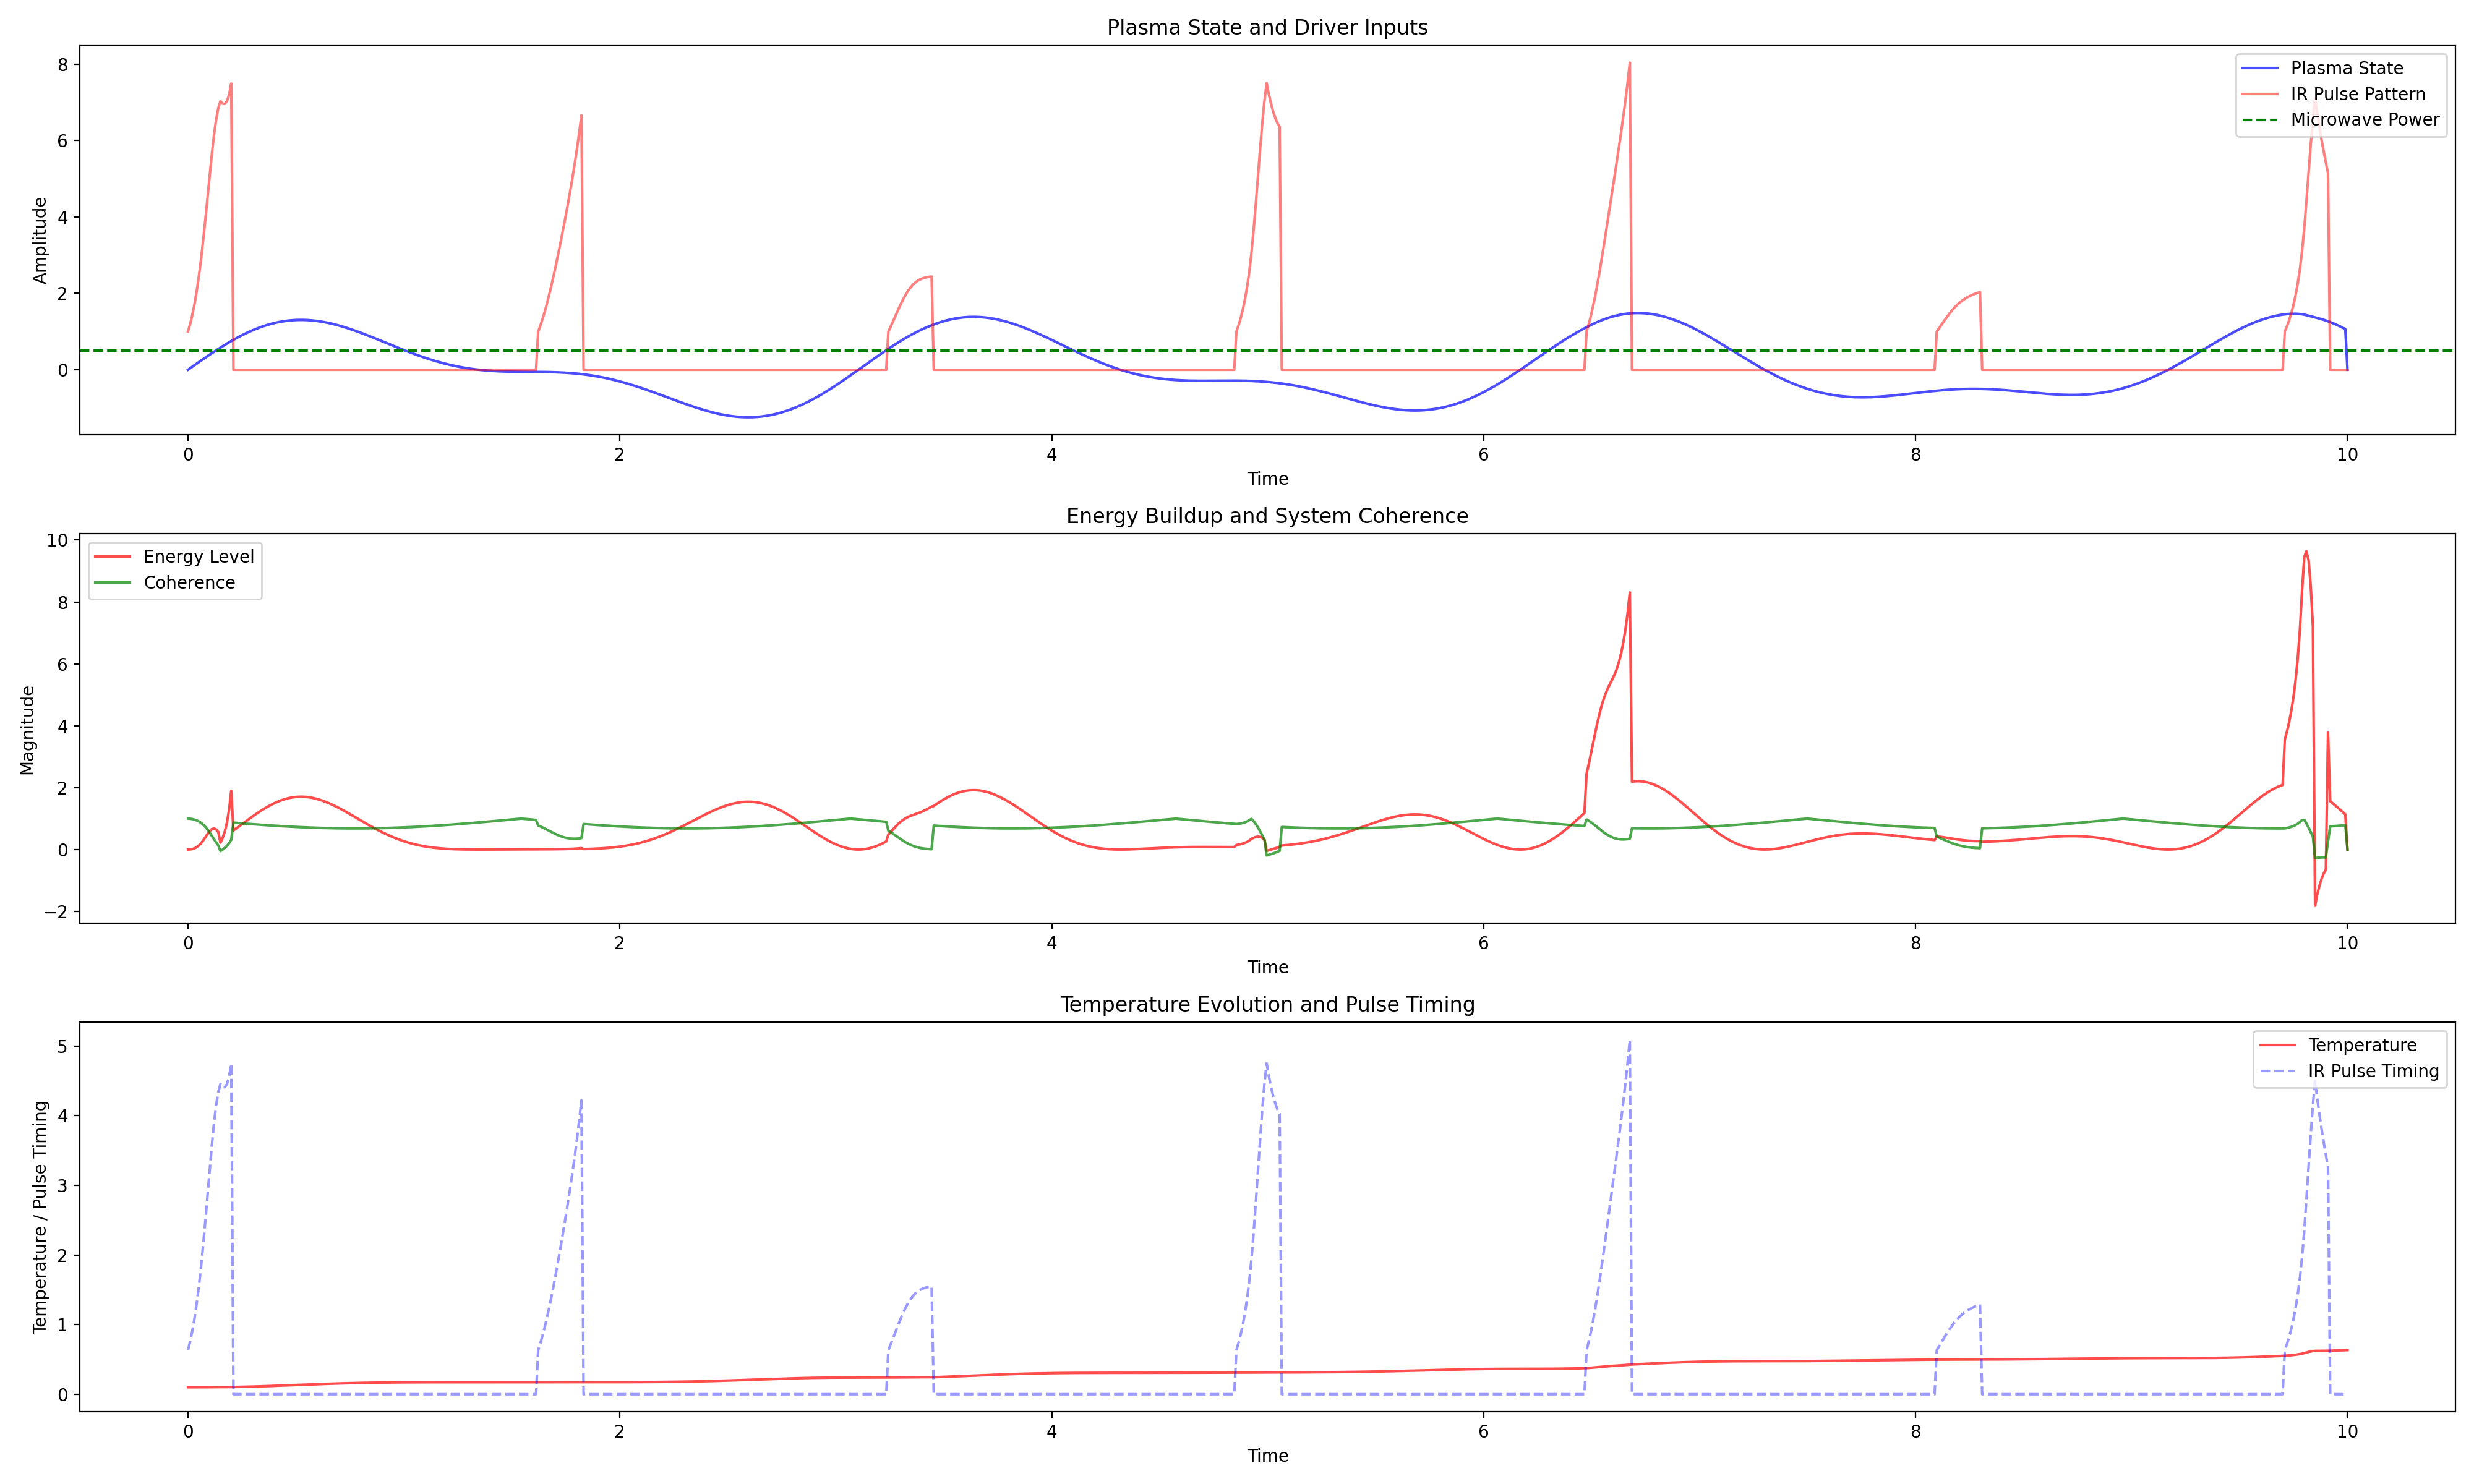 Plasma State and Driver Inputs
Amplitude
8
6
4
2
0
Plasma State
IR Pulse Pattern
Microwave Power
0 2 4 6 8 10
Time
Energy Buildup and System Coherence
Magnitude
10
8
6
4
2
0
−2
Energy Level
Coherence
0 2 4 6 8 10
Time
Temperature Evolution and Pulse Timing
Temperature / Pulse Timing
5
4
3
2
1
0
Temperature
IR Pulse Timing
0 2 4 6 8 10
Time